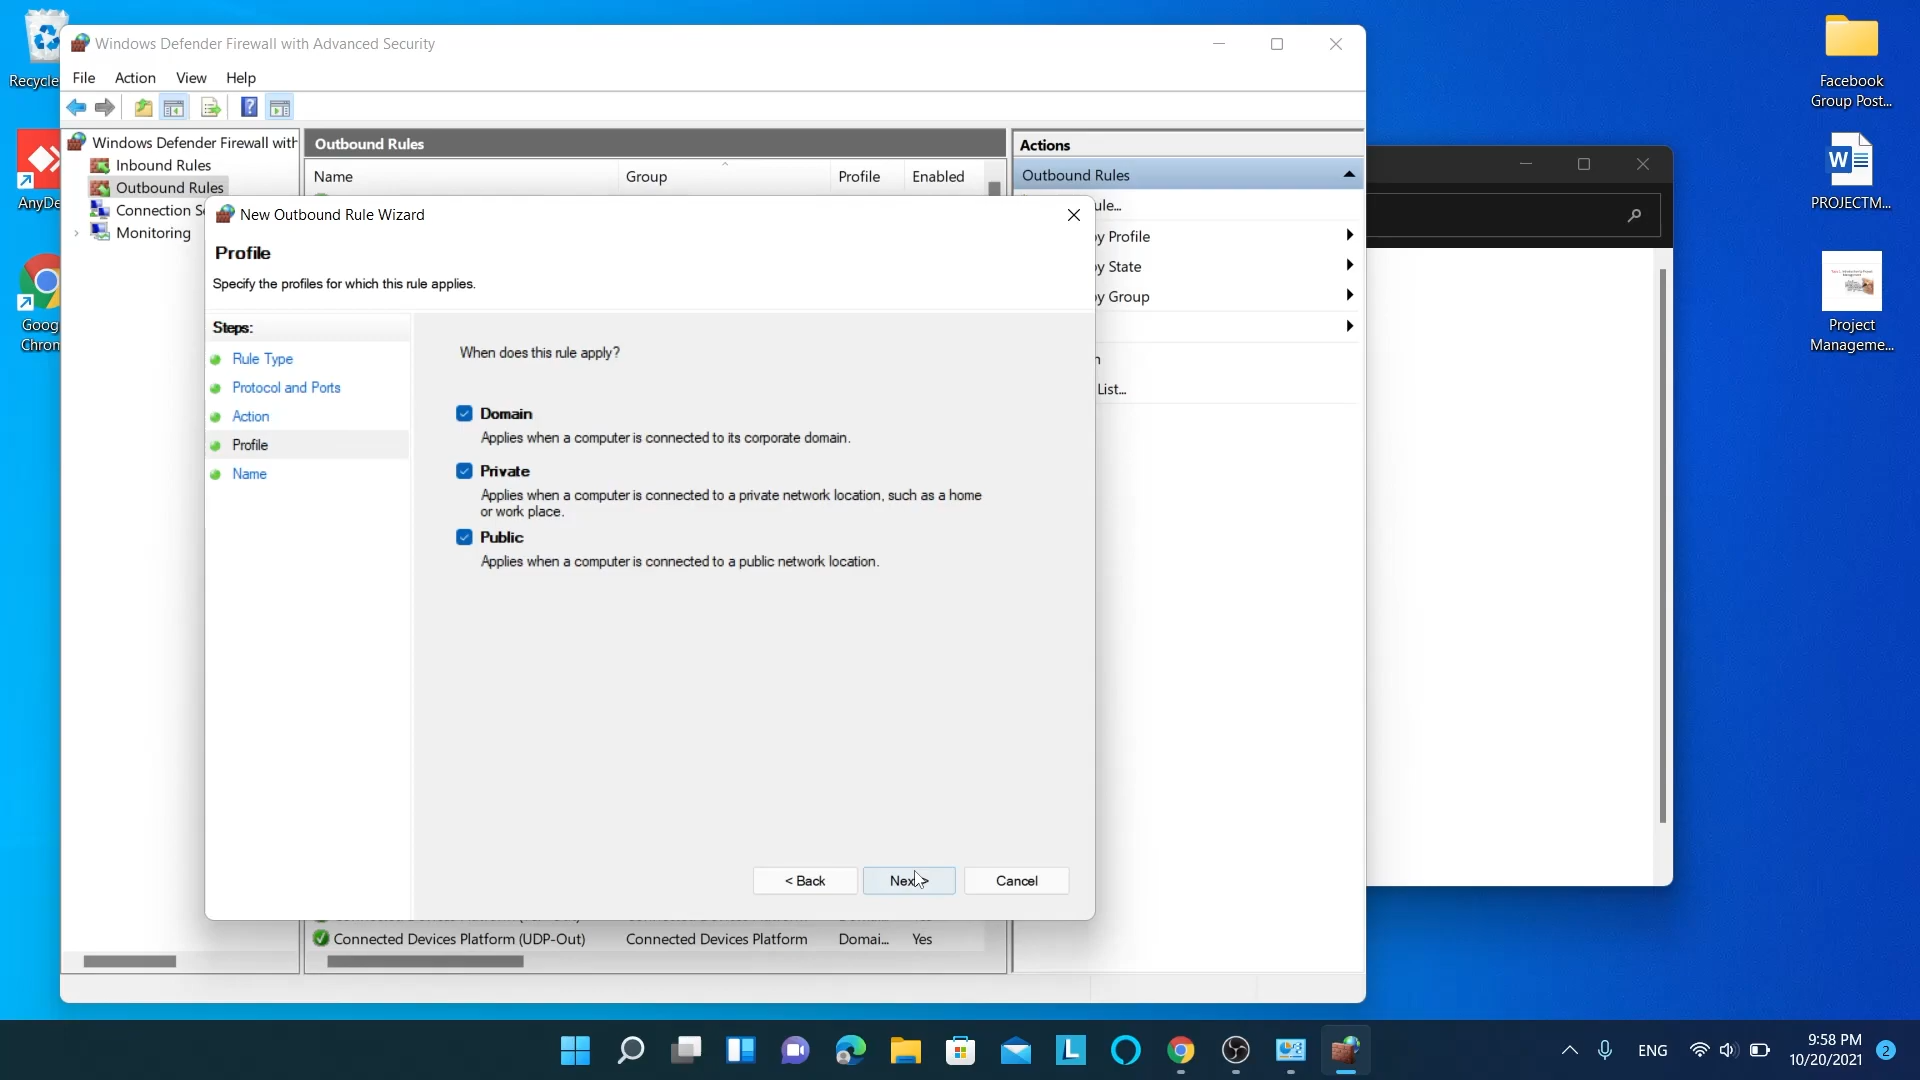 Recycle
AnyDe
Goog
Chrom
Windows Defender Firewall with Advanced Security
File Action View Help
Windows Defender Firewall with
Inbound Rules
Outbound Rules
Connection S
Monitoring
Outbound Rules
Name Group Profile Enabled
Actions
Outbound Rules
ule...
by Profile
by State
by Group
List...
New Outbound Rule Wizard
Profile
Specify the profiles for which this rule applies.
Steps:
Rule Type
Protocol and Ports
Action
Profile
Name
When does this rule apply?
Domain
Applies when a computer is connected to its corporate domain.
Private
Applies when a computer is connected to a private network location, such as a home
or work place.
Public
Applies when a computer is connected to a public network location.
< Back
Next >
Cancel
Connected Devices Platform (UDP-Out) Connected Devices Platform Domai... Yes
Facebook
Group Post...
PROJECTM...
Project
Manageme...
ENG
9:58 PM
10/20/2021
2